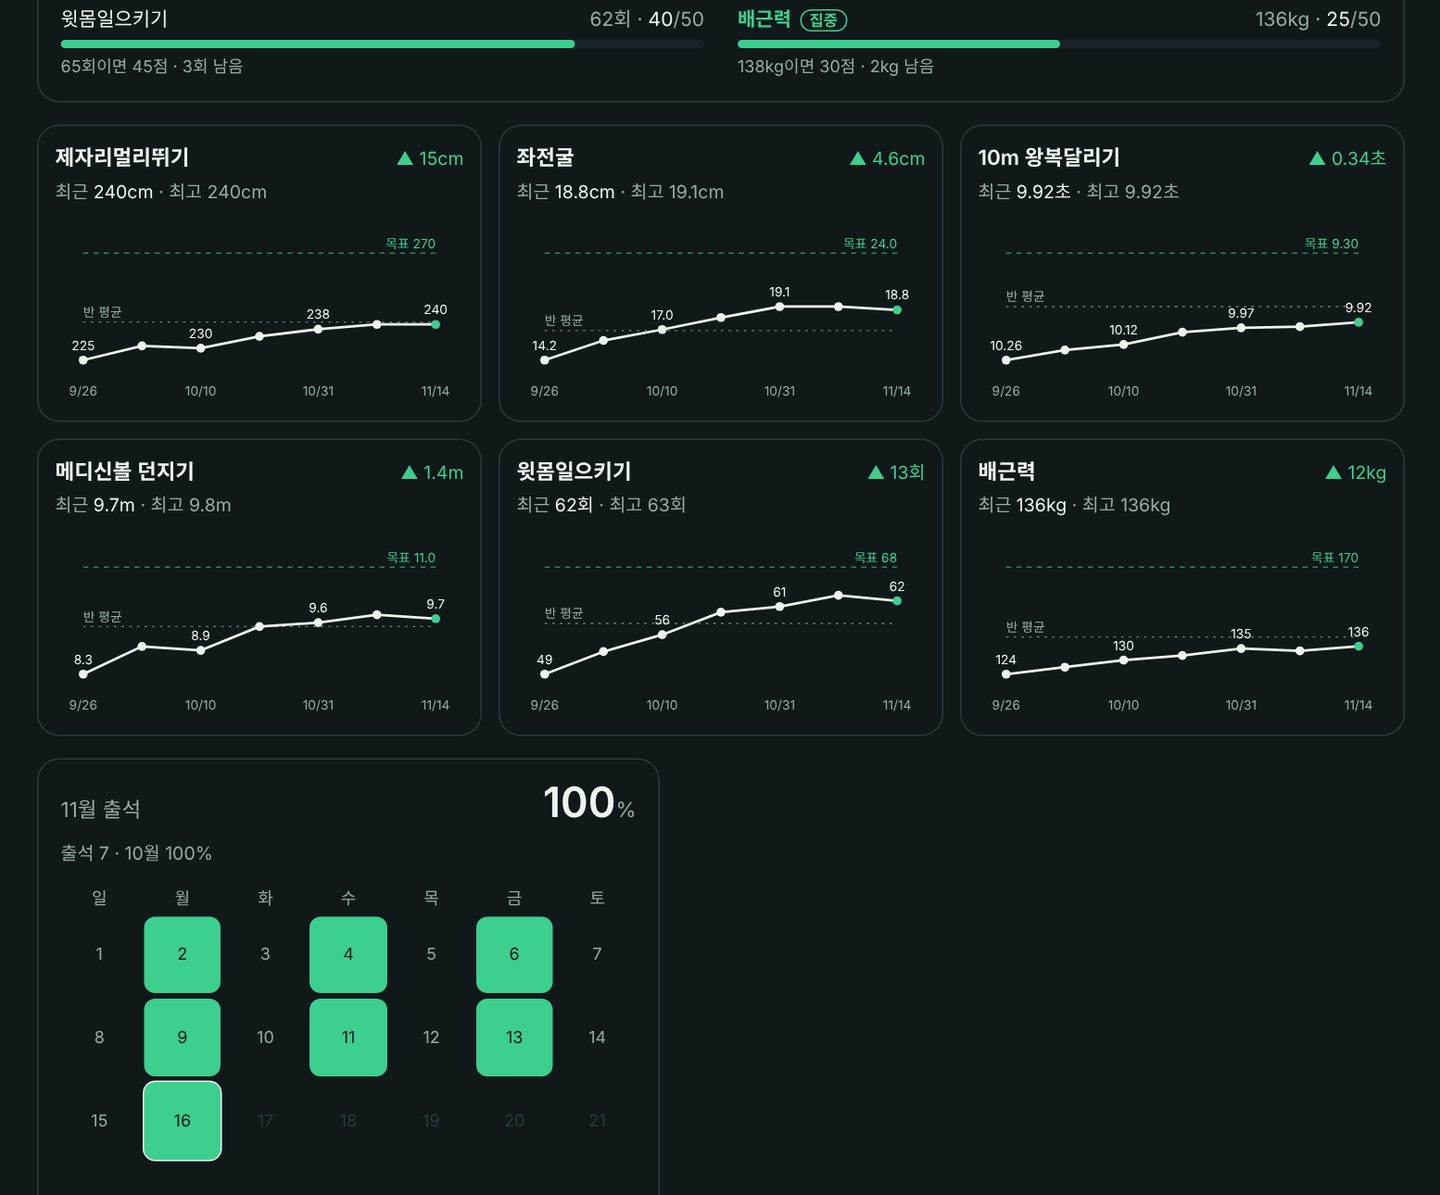 윗몸일으키기 62회 · 40/50
65회이면 45점 · 3회 남음
배근력 집중 136kg · 25/50
138kg이면 30점 · 2kg 남음
제자리멀리뛰기 ▲ 15cm
최근 240cm · 최고 240cm
목표 270
반 평균
225 230 238 240
9/26 10/10 10/31 11/14
좌전굴 ▲ 4.6cm
최근 18.8cm · 최고 19.1cm
목표 24.0
반 평균
14.2 17.0 19.1 18.8
9/26 10/10 10/31 11/14
10m 왕복달리기 ▲ 0.34초
최근 9.92초 · 최고 9.92초
목표 9.30
반 평균
10.26 10.12 9.97 9.92
9/26 10/10 10/31 11/14
메디신볼 던지기 ▲ 1.4m
최근 9.7m · 최고 9.8m
목표 11.0
반 평균
8.3 8.9 9.6 9.7
9/26 10/10 10/31 11/14
윗몸일으키기 ▲ 13회
최근 62회 · 최고 63회
목표 68
반 평균
49 56 61 62
9/26 10/10 10/31 11/14
배근력 ▲ 12kg
최근 136kg · 최고 136kg
목표 170
반 평균
124 130 135 136
9/26 10/10 10/31 11/14
11월 출석 100%
출석 7 · 10월 100%
일 월 화 수 목 금 토
1 2 3 4 5 6 7
8 9 10 11 12 13 14
15 16 17 18 19 20 21